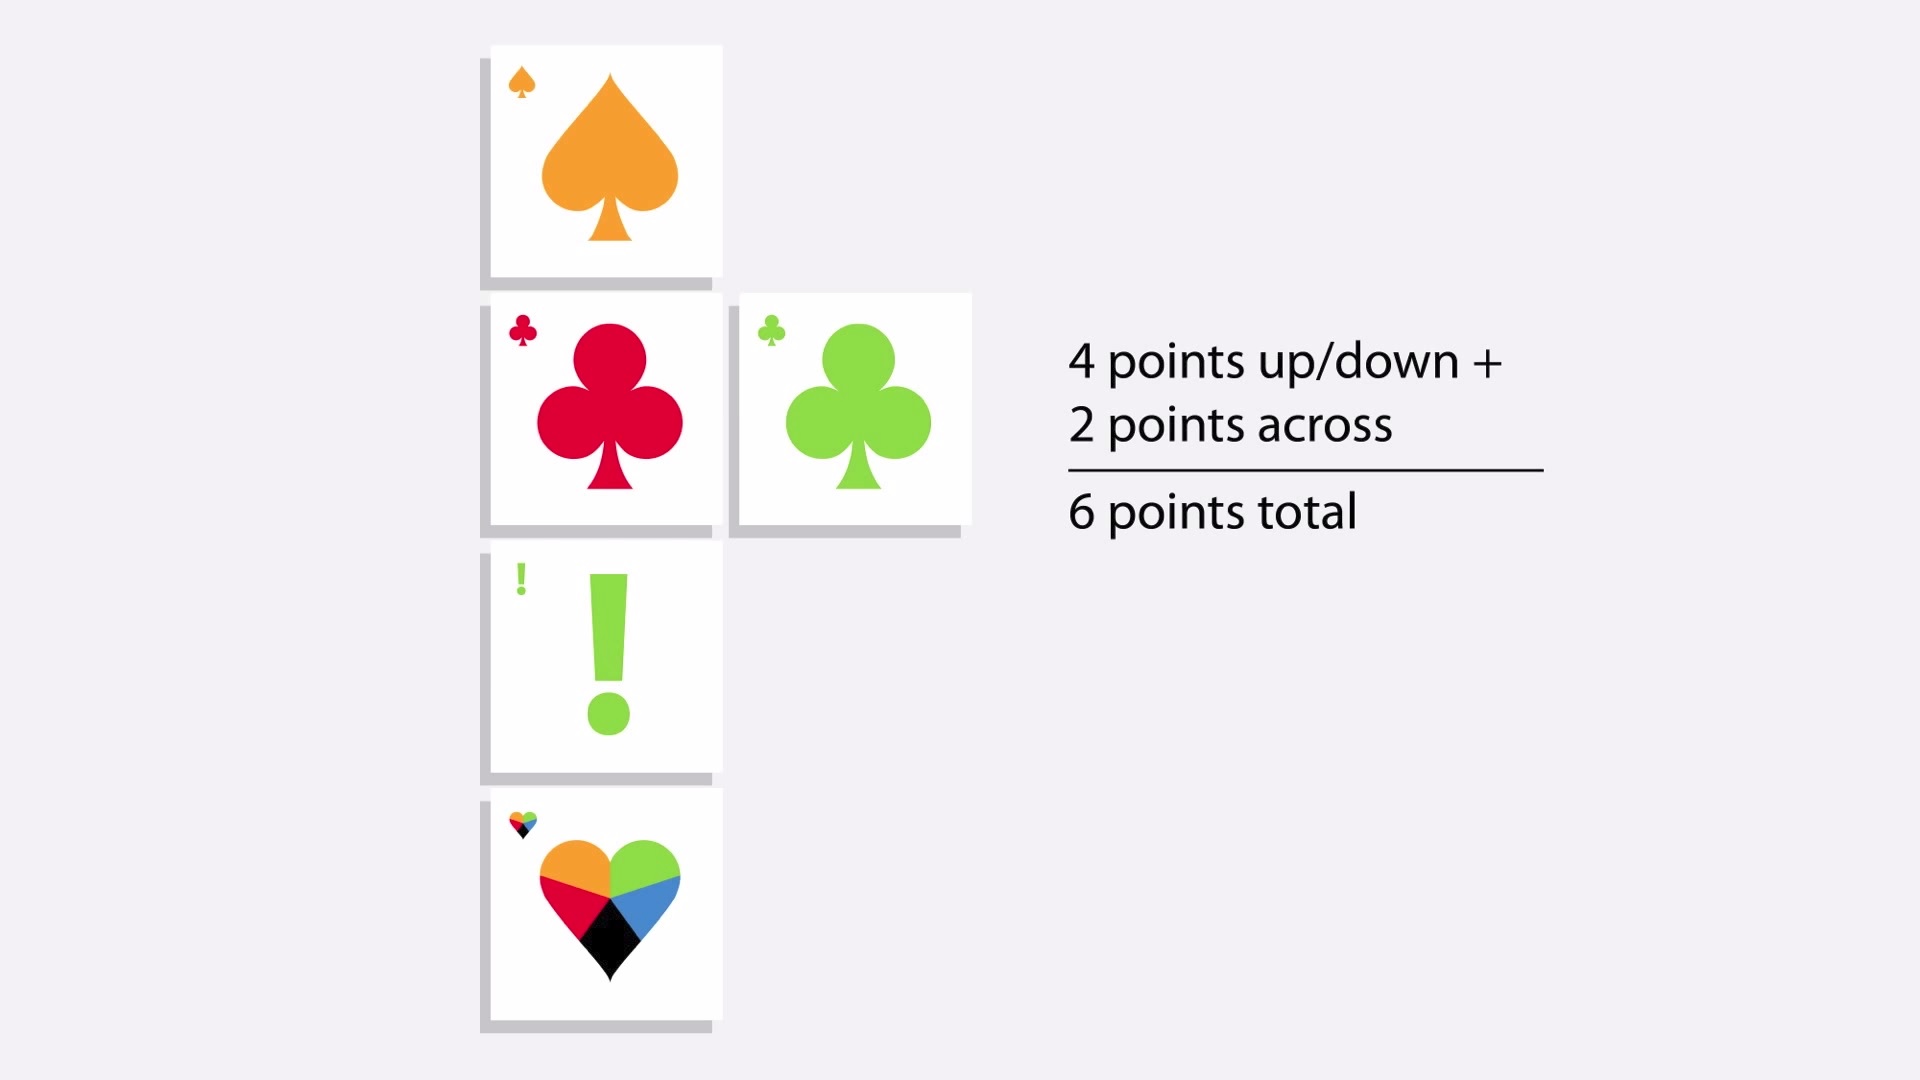 4 points up/down +
2 points across
6 points total
!
!